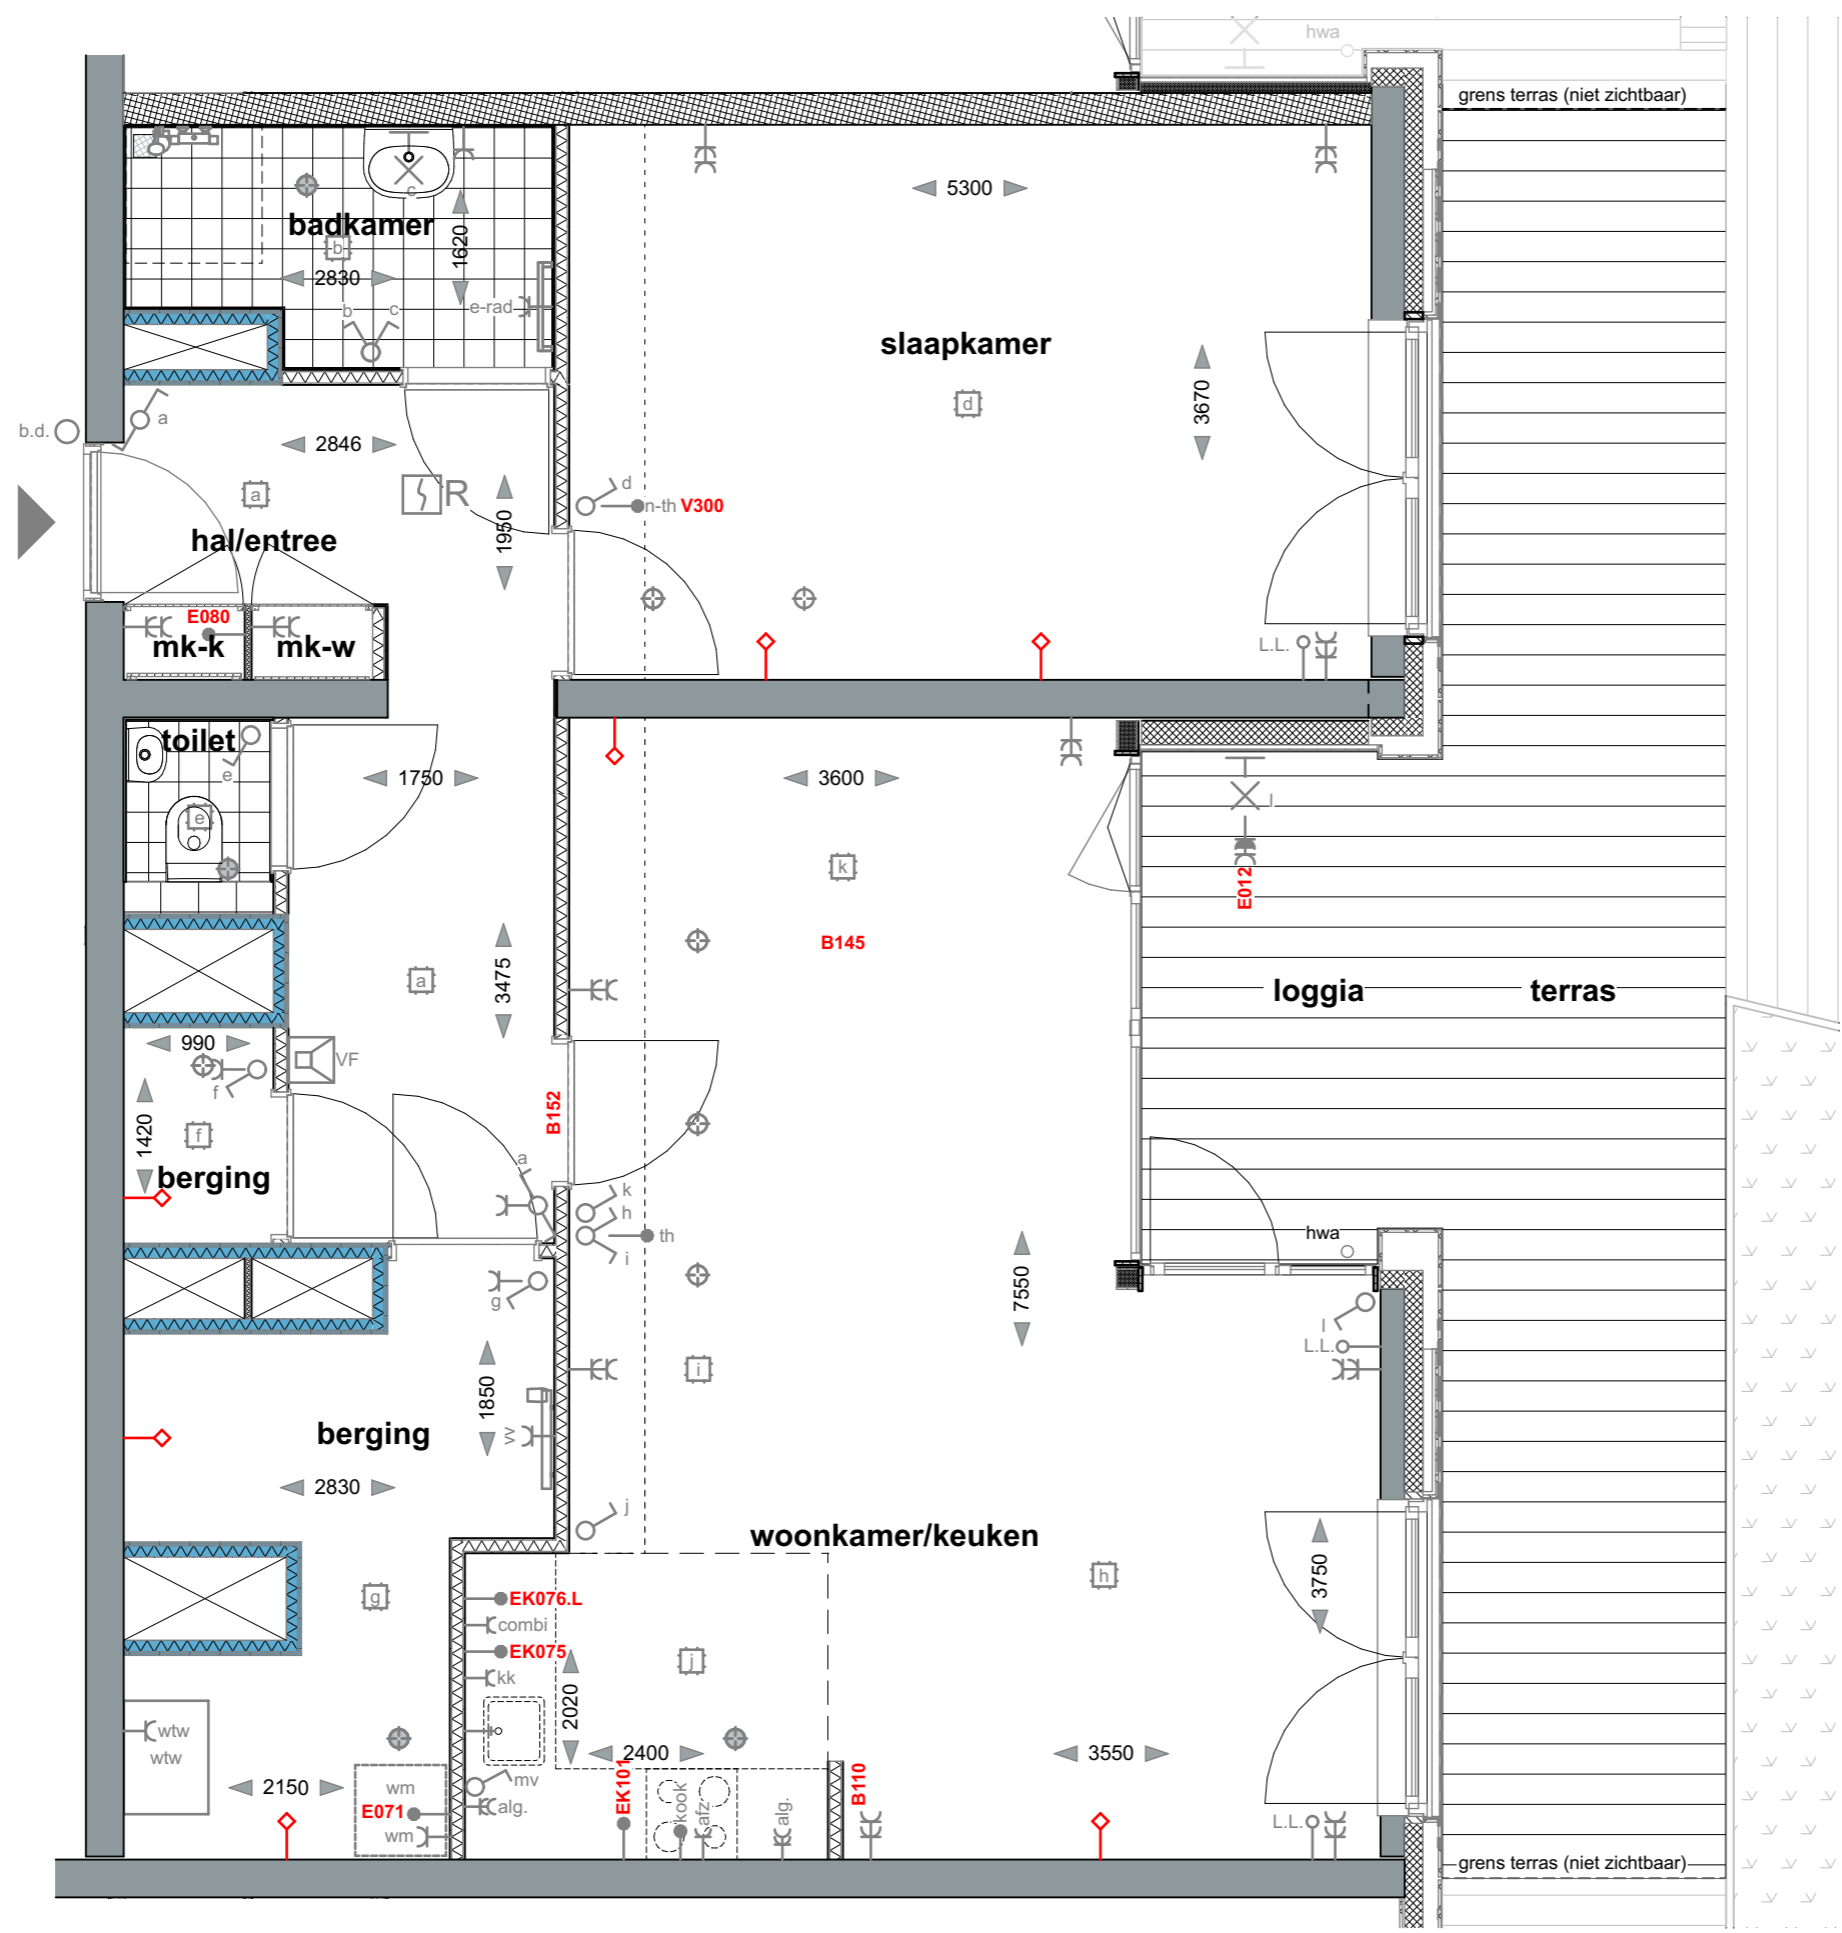 hwa
grens terras (niet zichtbaar)
c
badkamer
b
1620
2830
b
c
e-rad
5300
slaapkamer
d
3670
b.d.
a
2846
a
R
1950
hal/entree
d
n-th V300
E080
mk-k
mk-w
L.L.
toilet
e
e
1750
3600
k
l
E012
B145
3475
a
loggia
terras
990
f
VF
1420
f
berging
B152
a
k
h
th
i
g
hwa
7550
l
L.L.
i
1850
vv
berging
2830
j
woonkamer/keuken
3750
h
g
EK076.L
combi
EK075
kk
j
2020
wtw
wtw
2400
3550
2150
wm
mv
E071
alg.
wm
EK101
kook
afz
alg.
B110
L.L.
grens terras (niet zichtbaar)